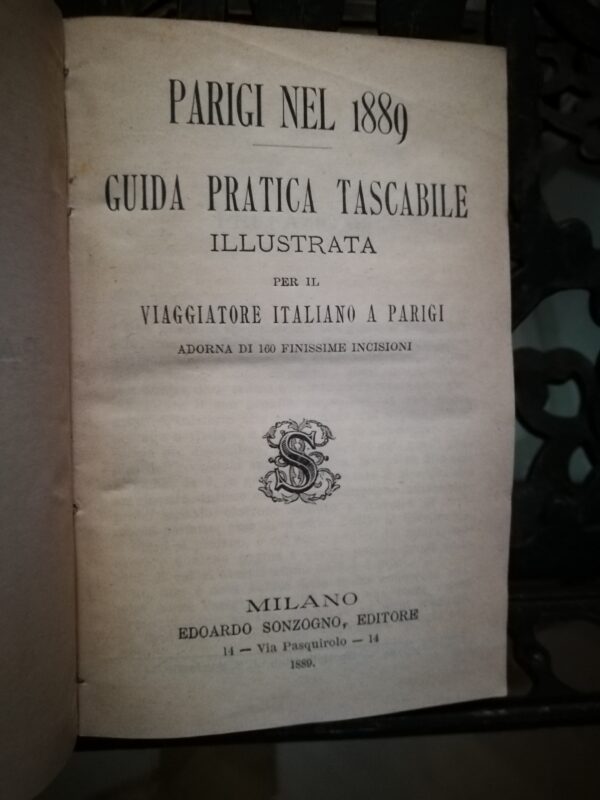 PARIGI NEL 1889
GUIDA PRATICA TASCABILE
ILLUSTRATA
PER IL
VIAGGIATORE ITALIANO A PARIGI
ADORNA DI 160 FINISSIME INCISIONI
S
MILANO
EDOARDO SONZOGNO, EDITORE
14 — Via Pasquirolo — 14
1889.